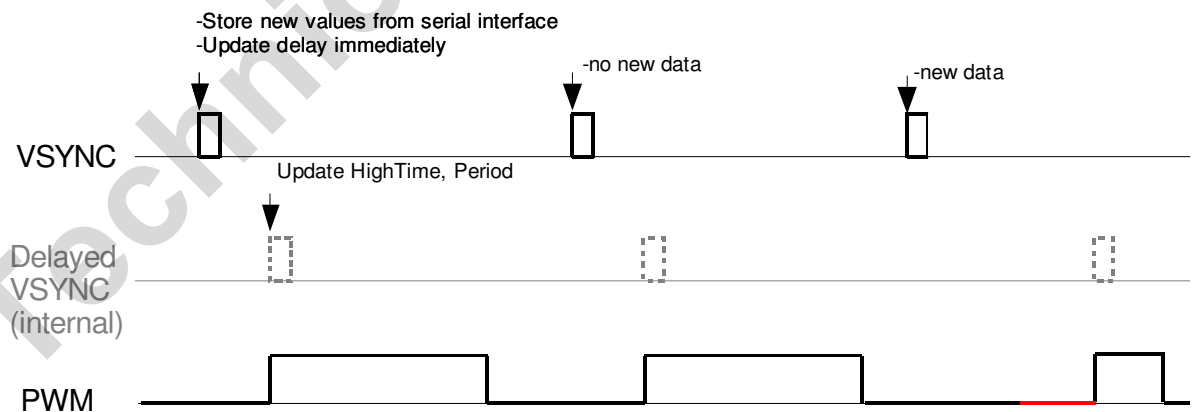 -Store new values from serial interface
-Update delay immediately
-no new data
-new data
VSYNC
Update HighTime, Period
Delayed
VSYNC
(internal)
PWM
Technic